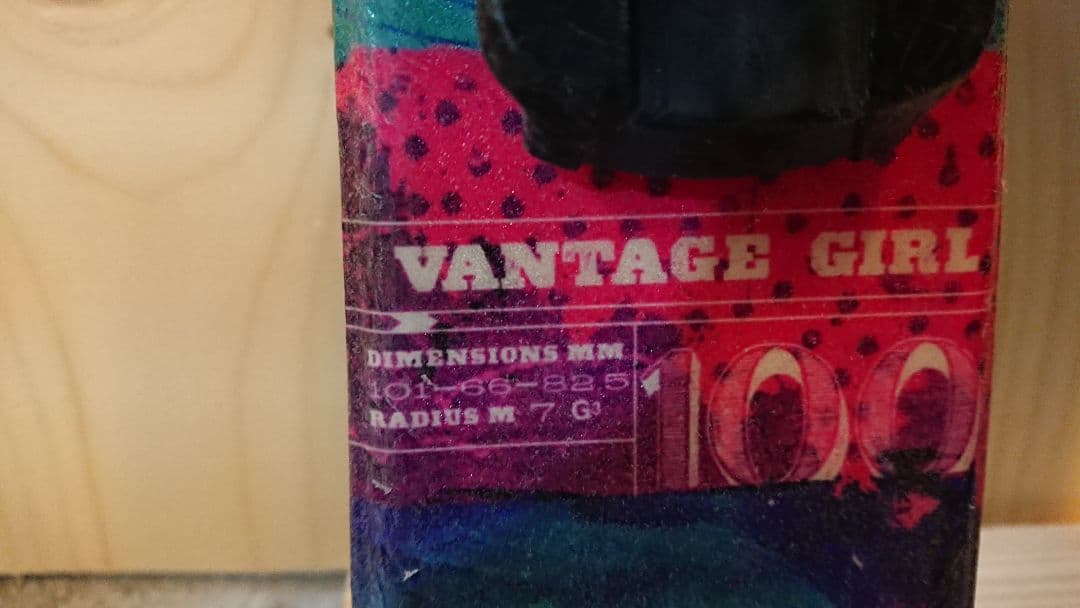 VANTAGE GIRL
DIMENSIONS MM
101-66-82.5
RADIUS M 7 G3
100